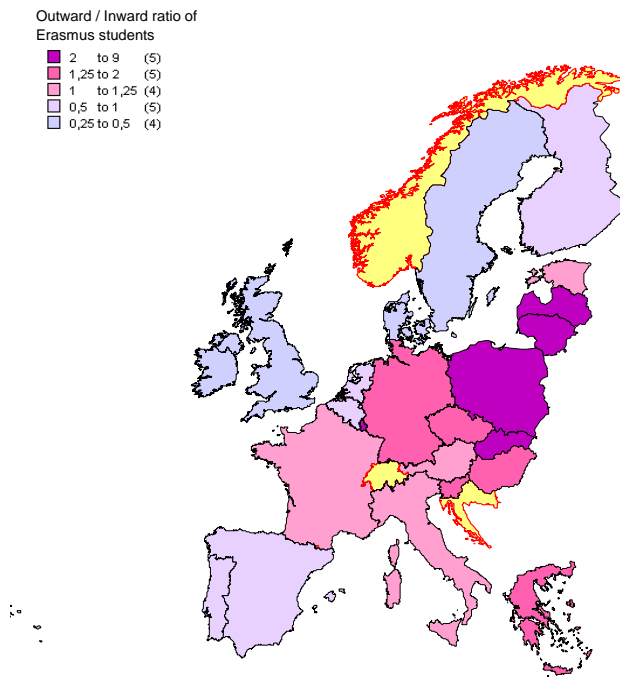 Outward / Inward ratio of
Erasmus students
2 to 9 (5)
1,25 to 2 (5)
1 to 1,25 (4)
0,5 to 1 (5)
0,25 to 0,5 (4)